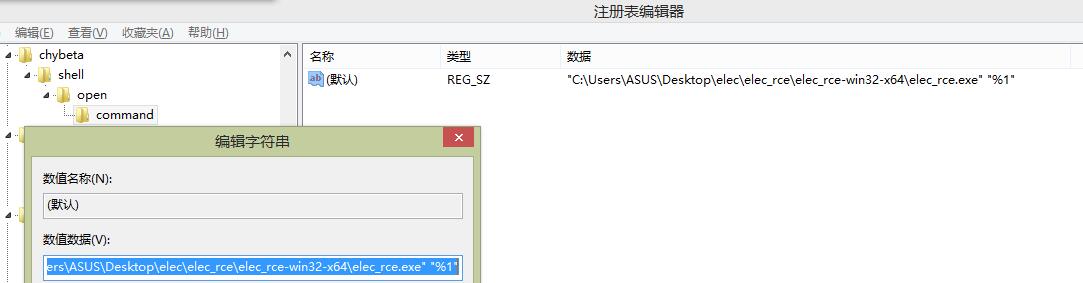 注册表编辑器
编辑(E) 查看(V) 收藏夹(A) 帮助(H)
chybeta
shell
open
command
名称 类型 数据
(默认) REG_SZ "C:\Users\ASUS\Desktop\elec\elec_rce\elec_rce-win32-x64\elec_rce.exe" "%1"
编辑字符串
数值名称(N):
(默认)
数值数据(V):
ers\ASUS\Desktop\elec\elec_rce\elec_rce-win32-x64\elec_rce.exe" "%1"